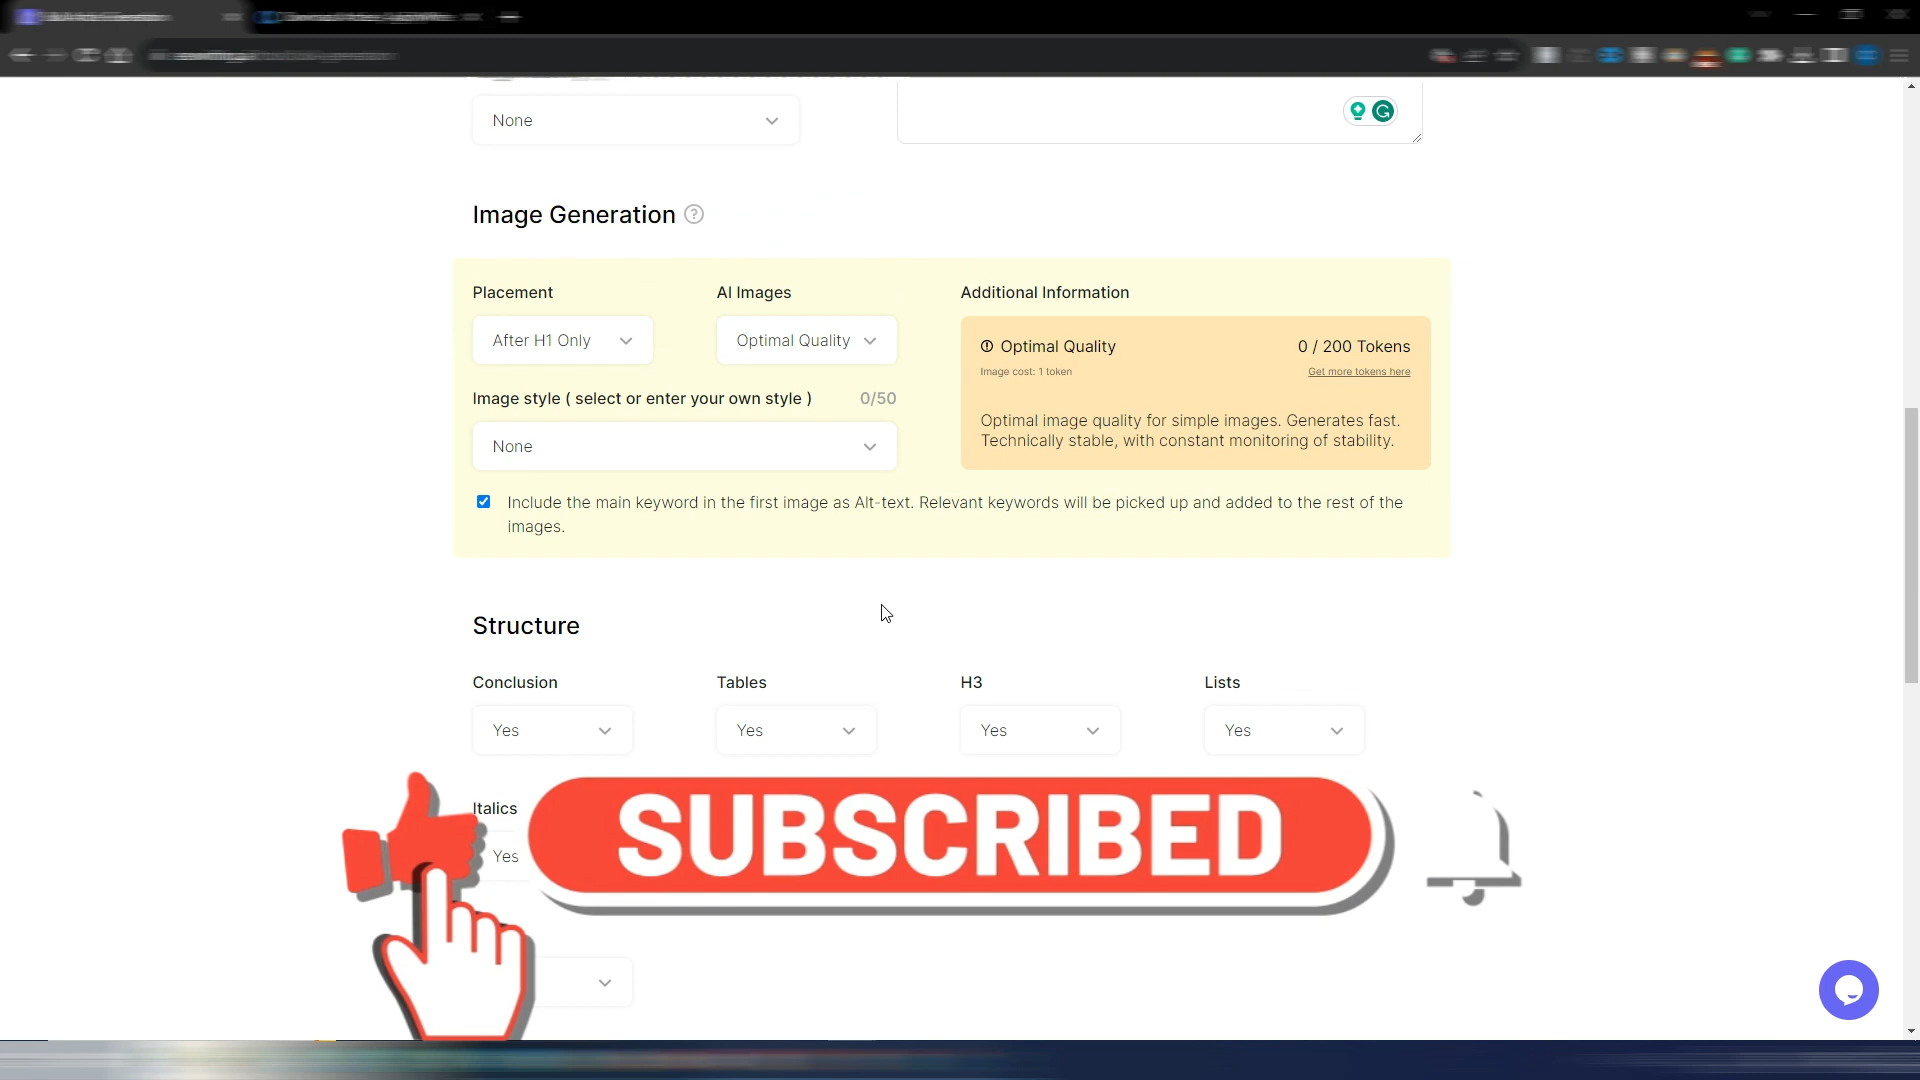 None
Image Generation
Placement
AI Images
Additional Information
After H1 Only
Optimal Quality
Optimal Quality
0 / 200 Tokens
Image cost: 1 token
Get more tokens here
Image style ( select or enter your own style )
0/50
None
Optimal image quality for simple images. Generates fast.
Technically stable, with constant monitoring of stability.
Include the main keyword in the first image as Alt-text. Relevant keywords will be picked up and added to the rest of the
images.
Structure
Conclusion
Tables
H3
Lists
Yes
Yes
Yes
Yes
Italics
Yes
SUBSCRIBED